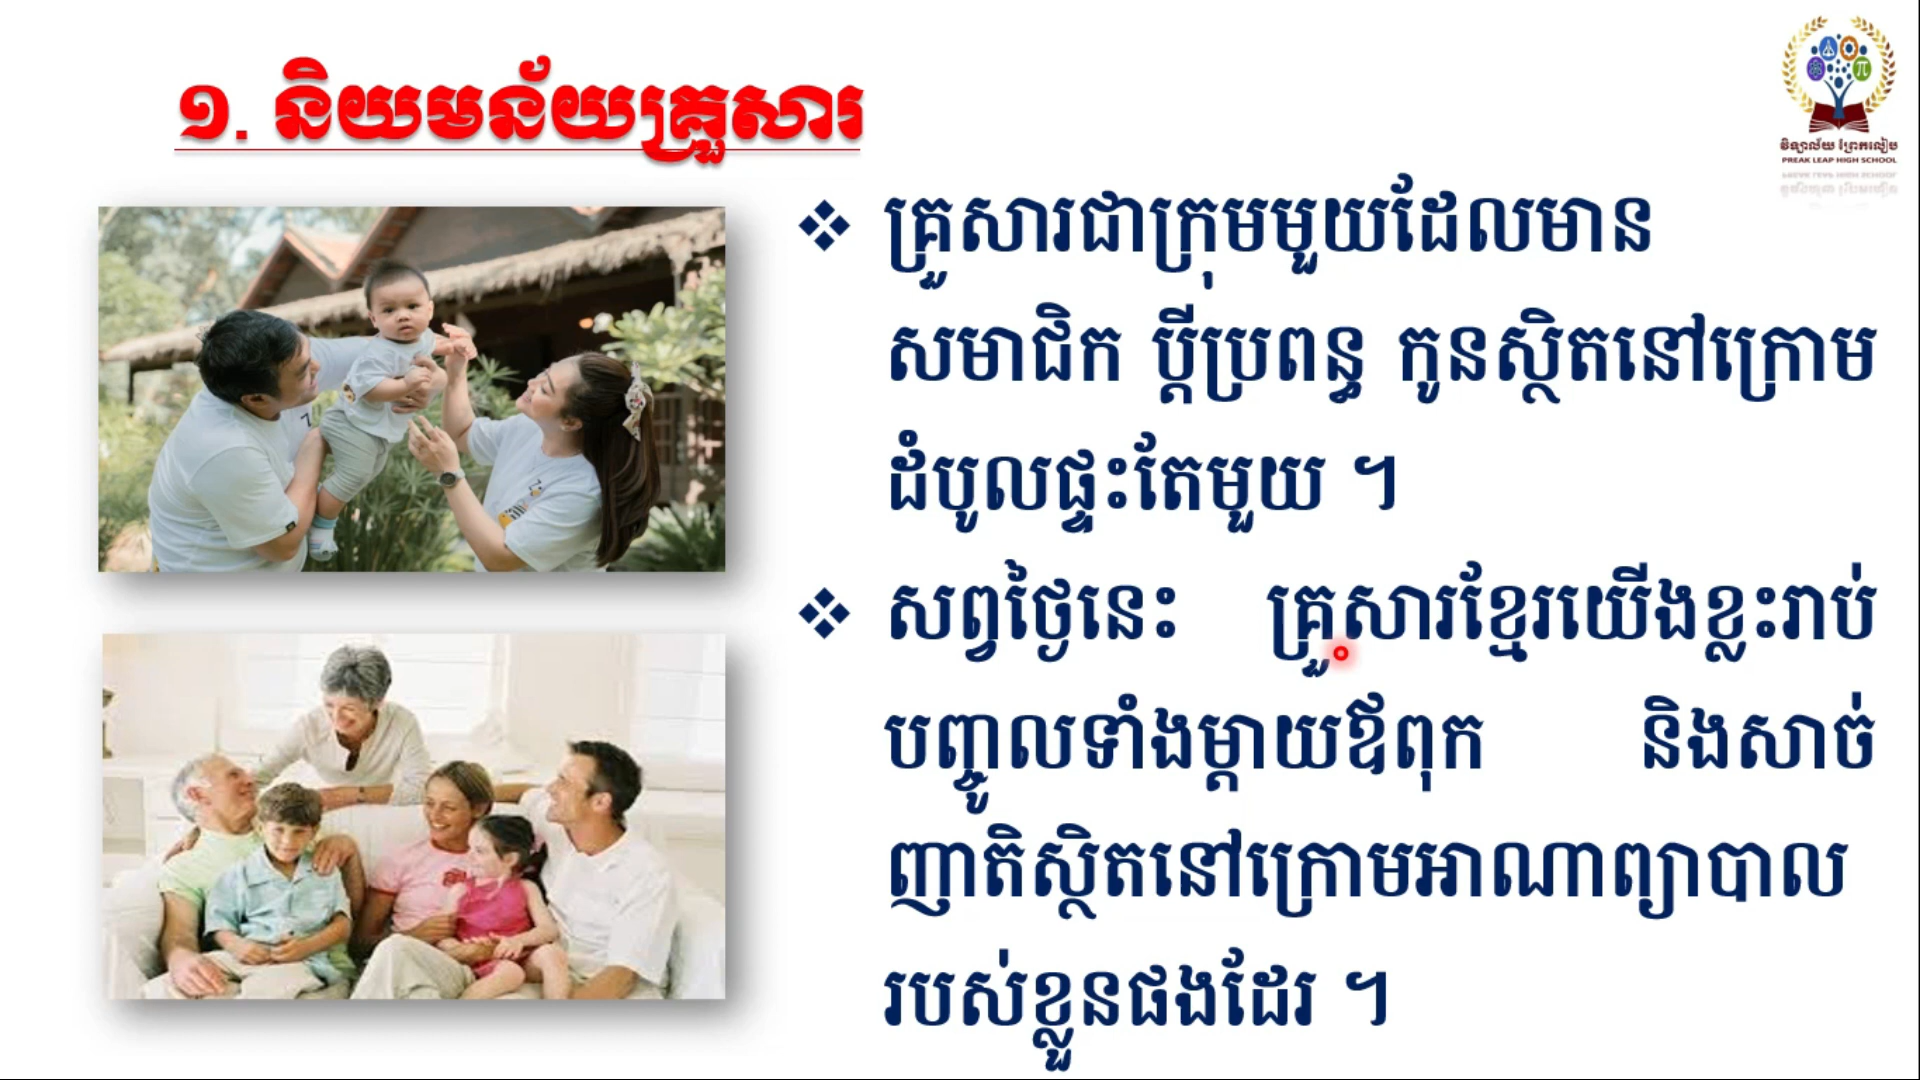 ១. និយមន័យគ្រួសារ
វិទ្យាល័យ ព្រែកលៀប
PREAK LEAP HIGH SCHOOL
❖ គ្រួសារជាក្រុមមួយដែលមាន
សមាជិក ប្តីប្រពន្ធ កូនស្ថិតនៅក្រោម
ដំបូលផ្ទះតែមួយ ។
❖ សព្វថ្ងៃនេះ គ្រួសារខ្មែរយើងខ្លះរាប់
បញ្ចូលទាំងម្តាយឪពុក និងសាច់
ញាតិស្ថិតនៅក្រោមអាណាព្យាបាល
របស់ខ្លួនផងដែរ ។